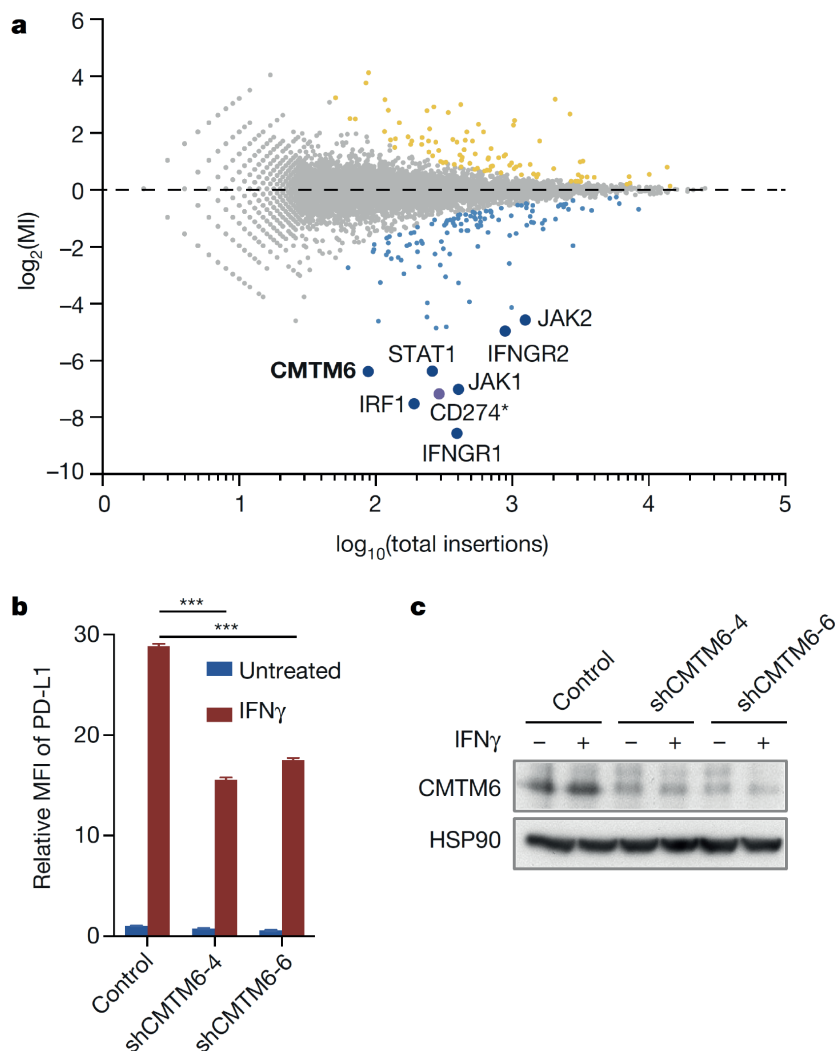 a
6
4
2
0
−2
−4
−6
−8
−10
log2(MI)
JAK2
IFNGR2
STAT1
CMTM6
JAK1
IRF1
CD274*
IFNGR1
0 1 2 3 4 5
log10(total insertions)
b
***
***
30
20
10
0
Relative MFI of PD-L1
Untreated
IFNγ
Control
shCMTM6-4
shCMTM6-6
c
Control
shCMTM6-4
shCMTM6-6
IFNγ − + − + − +
CMTM6
HSP90